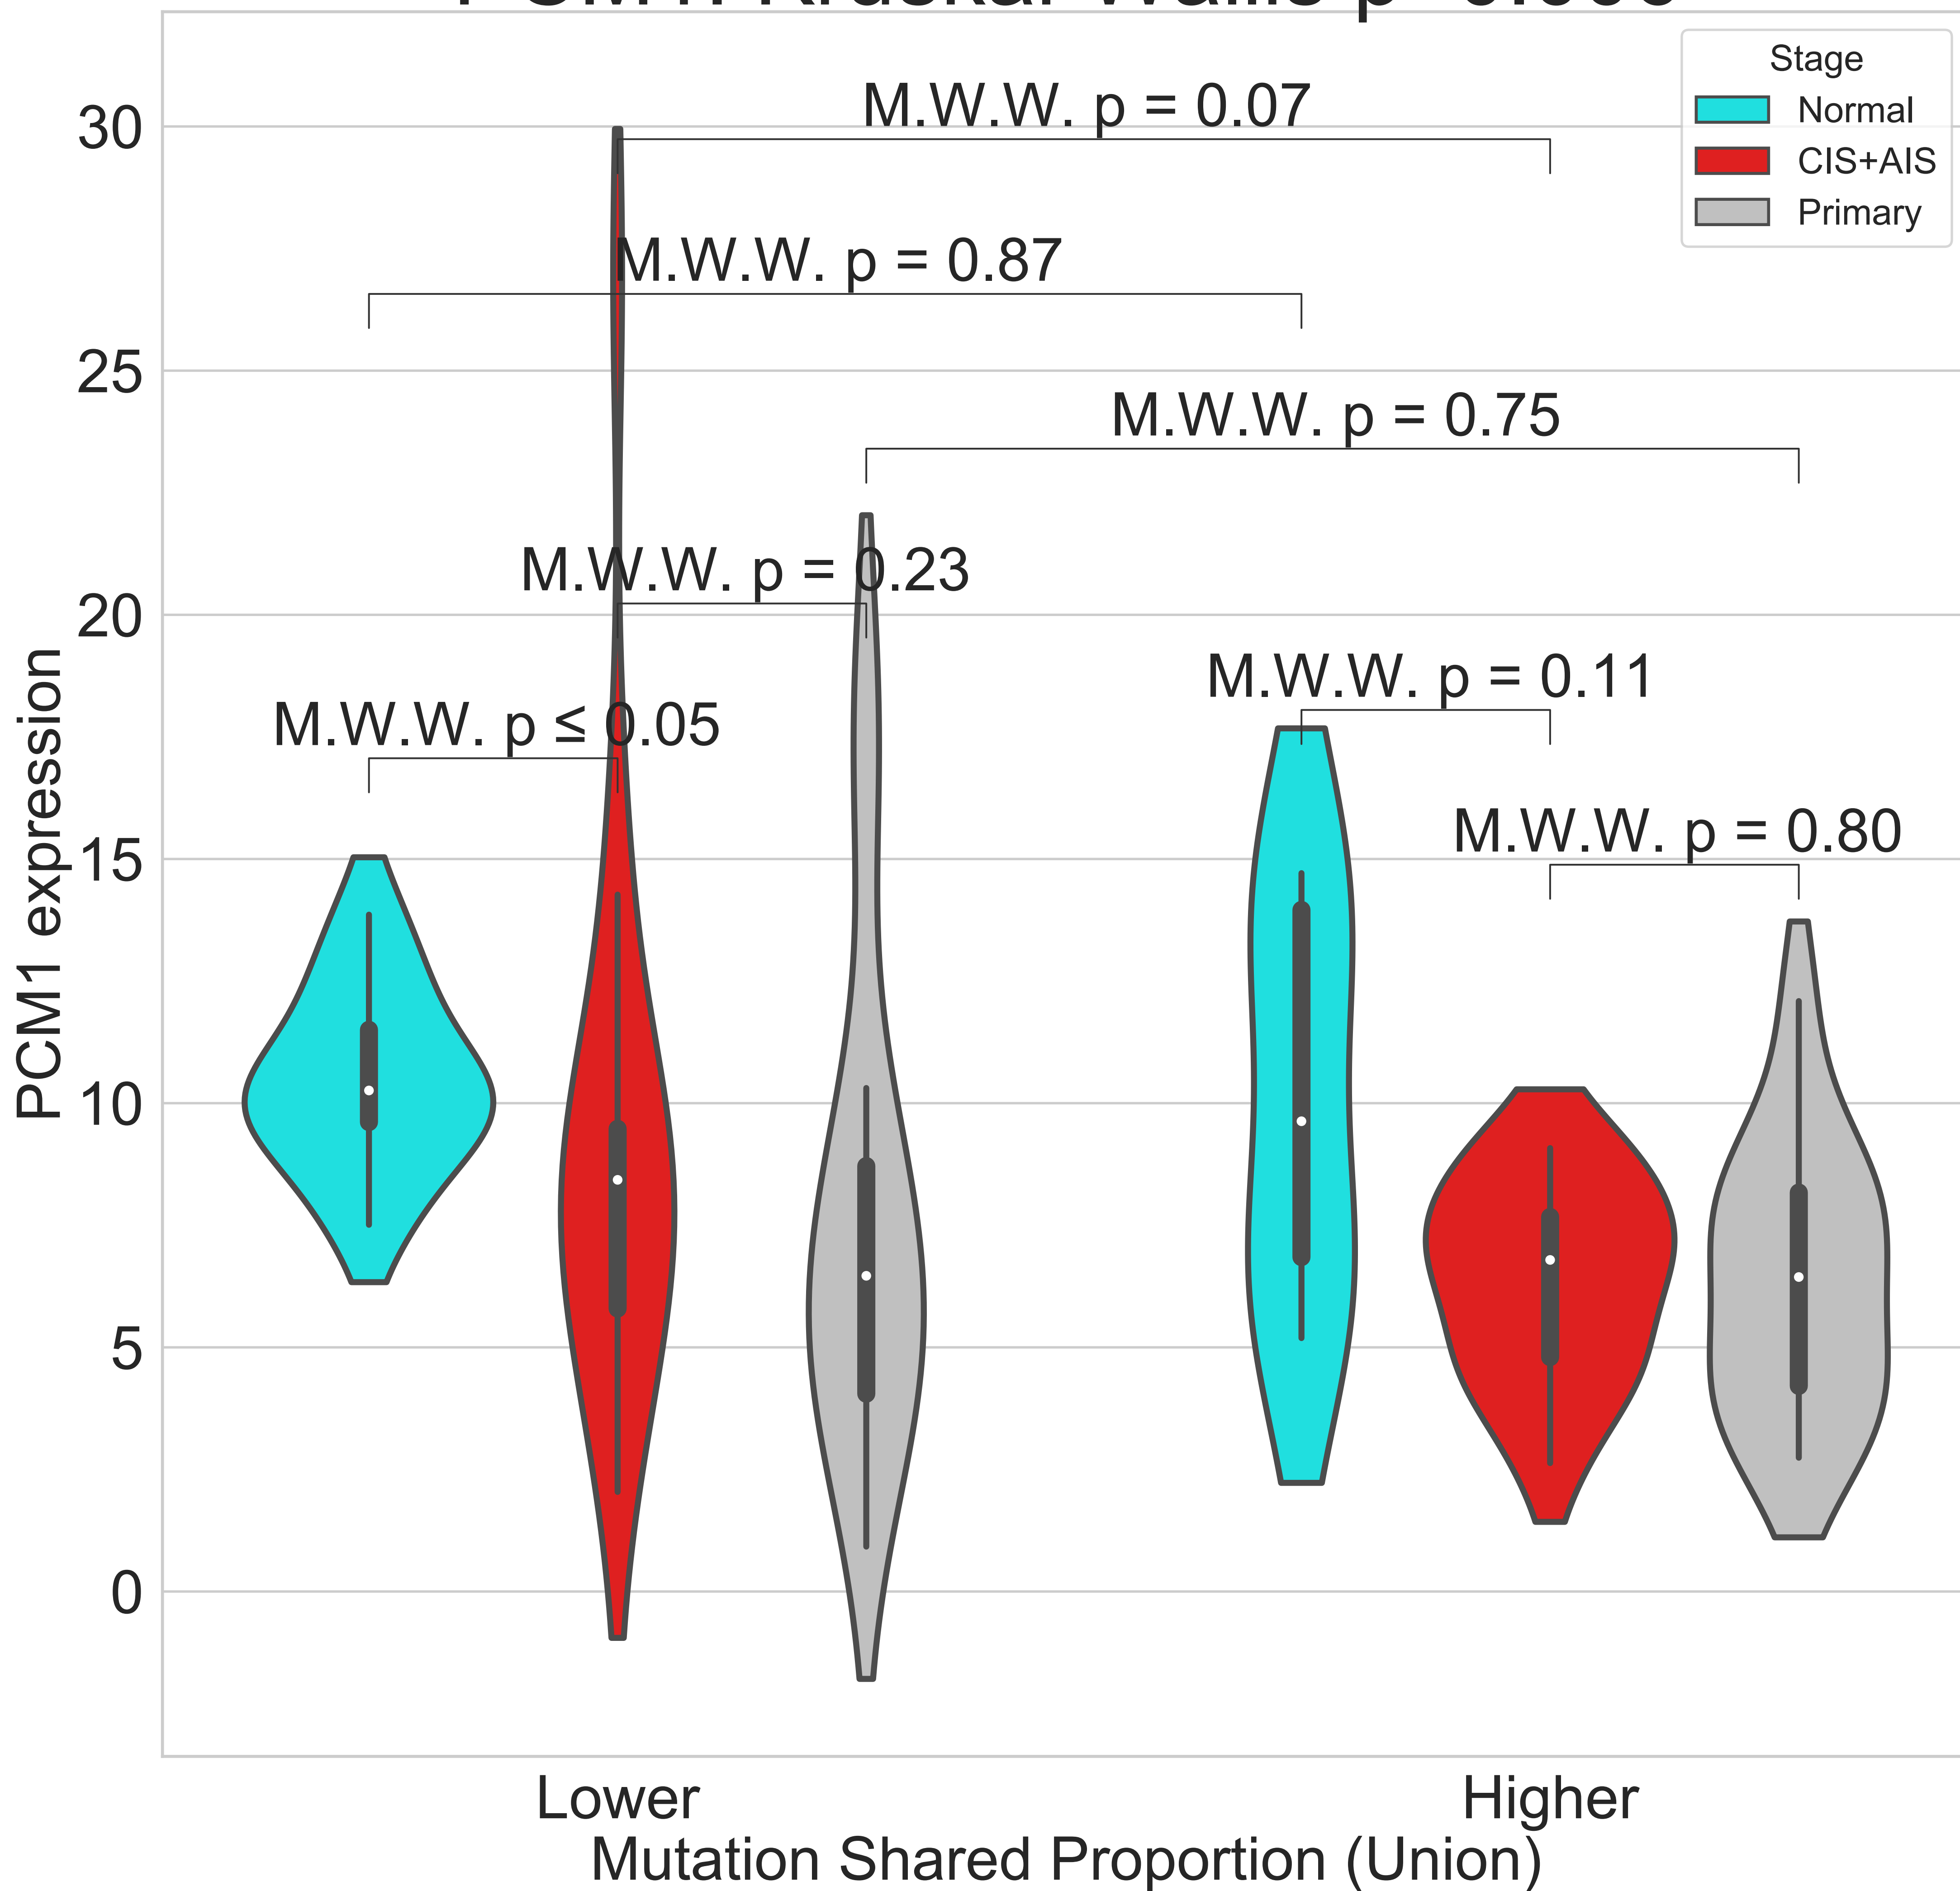 Stage
Normal
CIS+AIS
Primary
M.W.W. p = 0.07
M.W.W. p = 0.87
M.W.W. p = 0.75
M.W.W. p = 0.23
M.W.W. p = 0.11
M.W.W. p ≤ 0.05
M.W.W. p = 0.80
PCM1 expression
30
25
20
15
10
5
0
Lower
Higher
Mutation Shared Proportion (Union)